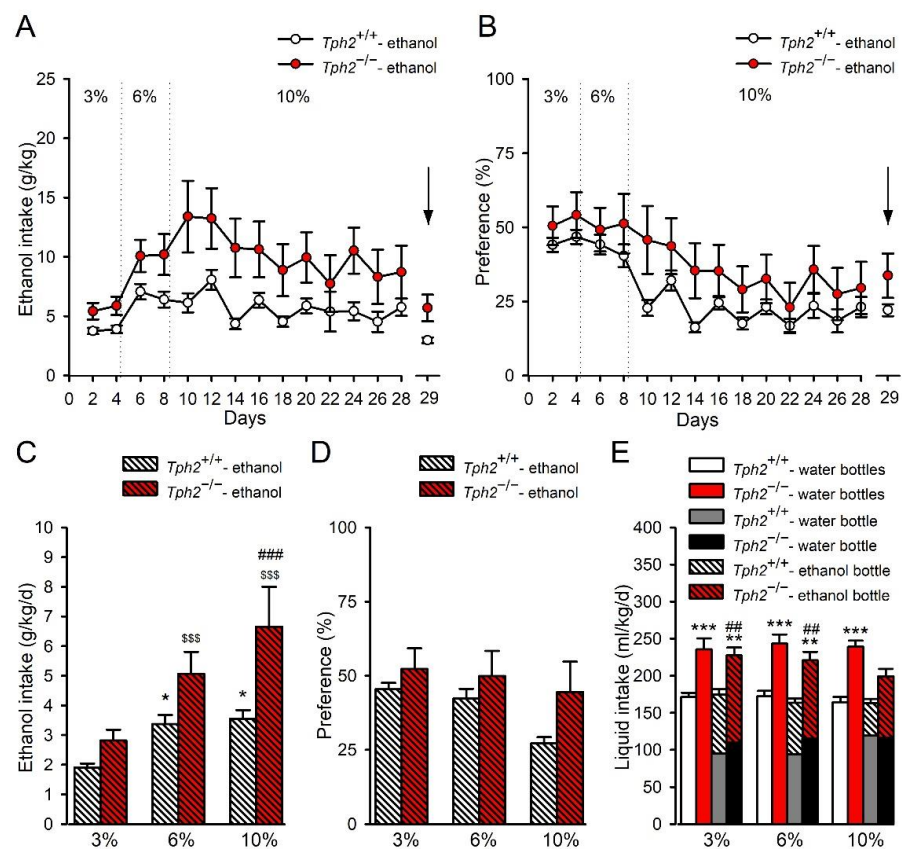 A
Tph2+/+ - ethanol
Tph2−/− - ethanol
Ethanol intake (g/kg)
25
20
15
10
5
0
3% 6% 10%
0 2 4 6 8 10 12 14 16 18 20 22 24 26 28 29
Days
B
Tph2+/+ - ethanol
Tph2−/− - ethanol
Preference (%)
100
75
50
25
0
3% 6% 10%
0 2 4 6 8 10 12 14 16 18 20 22 24 26 28 29
Days
C
Tph2+/+ - ethanol
Tph2−/− - ethanol
Ethanol intake (g/kg/d)
10
9
8
7
6
5
4
3
2
1
0
*
$$$
*
###
$$$
3% 6% 10%
D
Tph2+/+ - ethanol
Tph2−/− - ethanol
Preference (%)
100
75
50
25
0
3% 6% 10%
E
Tph2+/+ - water bottles
Tph2−/− - water bottles
Tph2+/+ - water bottle
Tph2−/− - water bottle
Tph2+/+ - ethanol bottle
Tph2−/− - ethanol bottle
Liquid intake (ml/kg/d)
400
300
250
200
150
100
50
0
*** ## **
*** ## **
***
3% 6% 10%